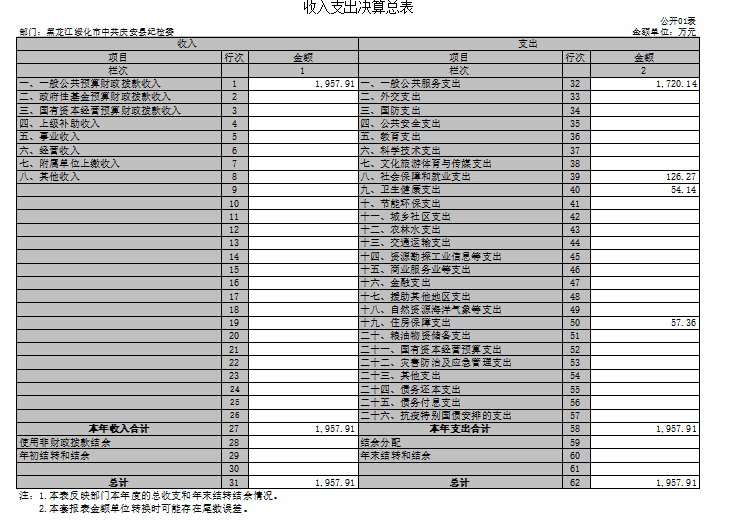 收入支出决算总表
公开01表
部门：黑龙江绥化市中共庆安县纪检委 金额单位：万元
收入 支出
项目 行次 金额 项目 行次 金额
栏次 1 栏次 2
一、一般公共预算财政拨款收入 1 1,957.91 一、一般公共服务支出 32 1,720.14
二、政府性基金预算财政拨款收入 2 二、外交支出 33
三、国有资本经营预算财政拨款收入 3 三、国防支出 34
四、上级补助收入 4 四、公共安全支出 35
五、事业收入 5 五、教育支出 36
六、经营收入 6 六、科学技术支出 37
七、附属单位上缴收入 7 七、文化旅游体育与传媒支出 38
八、其他收入 8 八、社会保障和就业支出 39 126.27
9 九、卫生健康支出 40 54.14
10 十、节能环保支出 41
11 十一、城乡社区支出 42
12 十二、农林水支出 43
13 十三、交通运输支出 44
14 十四、资源勘探工业信息等支出 45
15 十五、商业服务业等支出 46
16 十六、金融支出 47
17 十七、援助其他地区支出 48
18 十八、自然资源海洋气象等支出 49
19 十九、住房保障支出 50 57.36
20 二十、粮油物资储备支出 51
21 二十一、国有资本经营预算支出 52
22 二十二、灾害防治及应急管理支出 53
23 二十三、其他支出 54
24 二十四、债务还本支出 55
25 二十五、债务付息支出 56
26 二十六、抗疫特别国债安排的支出 57
本年收入合计 27 1,957.91 本年支出合计 58 1,957.91
使用非财政拨款结余 28 结余分配 59
年初结转和结余 29 年末结转和结余 60
30 61
总计 31 1,957.91 总计 62 1,957.91
注：1.本表反映部门本年度的总收支和年末结转结余情况。
2.本套报表金额单位转换时可能存在尾数误差。